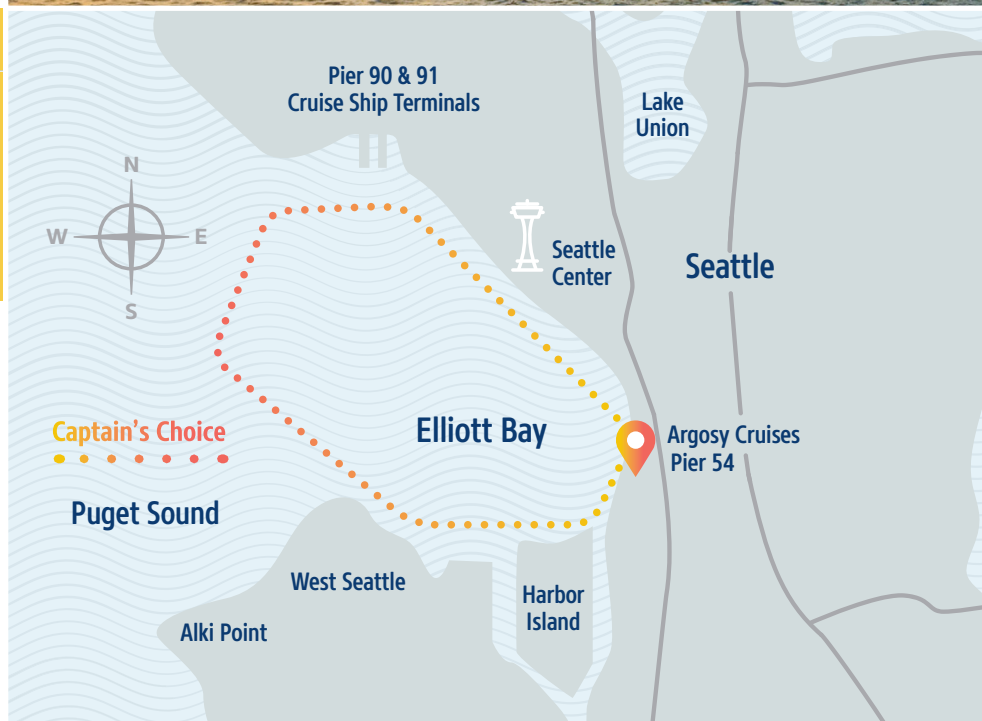 Pier 90 & 91
Cruise Ship Terminals
Lake
Union
N
W
E
S
Seattle
Center
Seattle
Elliott Bay
Captain's Choice
Argosy Cruises
Pier 54
Puget Sound
West Seattle
Harbor
Island
Alki Point